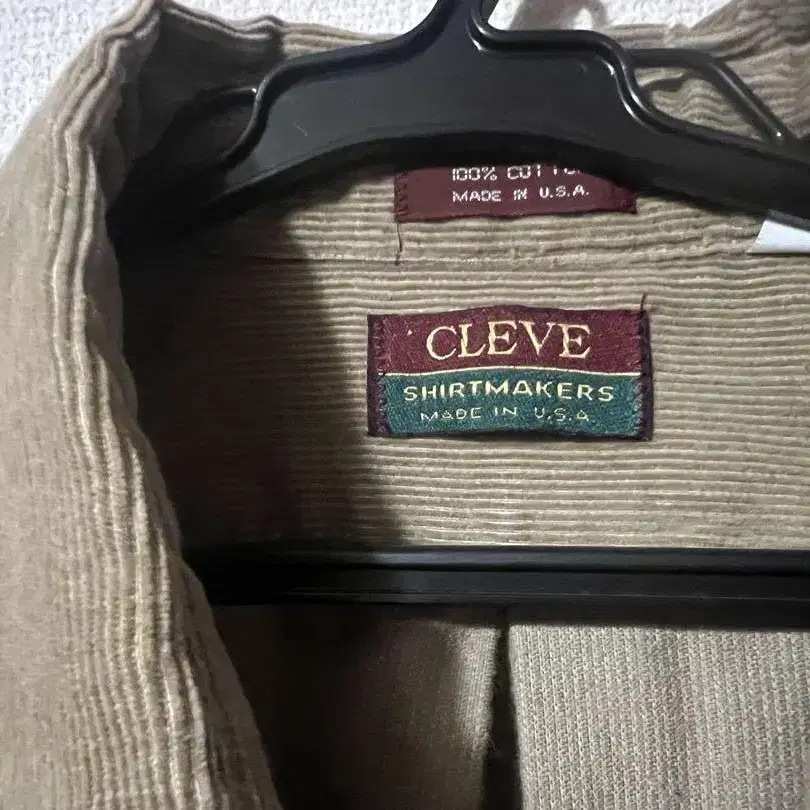 100% COTTON
MADE IN U.S.A.
CLEVE
SHIRTMAKERS
MADE IN U.S.A.